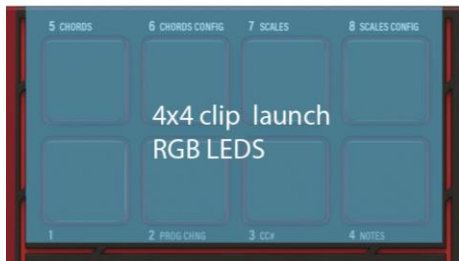 5 CHORDS 6 CHORDS CONFIG 7 SCALES 8 SCALES CONFIG
4x4 clip launch
RGB LEDS
1 2 PROG CHNG 3 CC# 4 NOTES